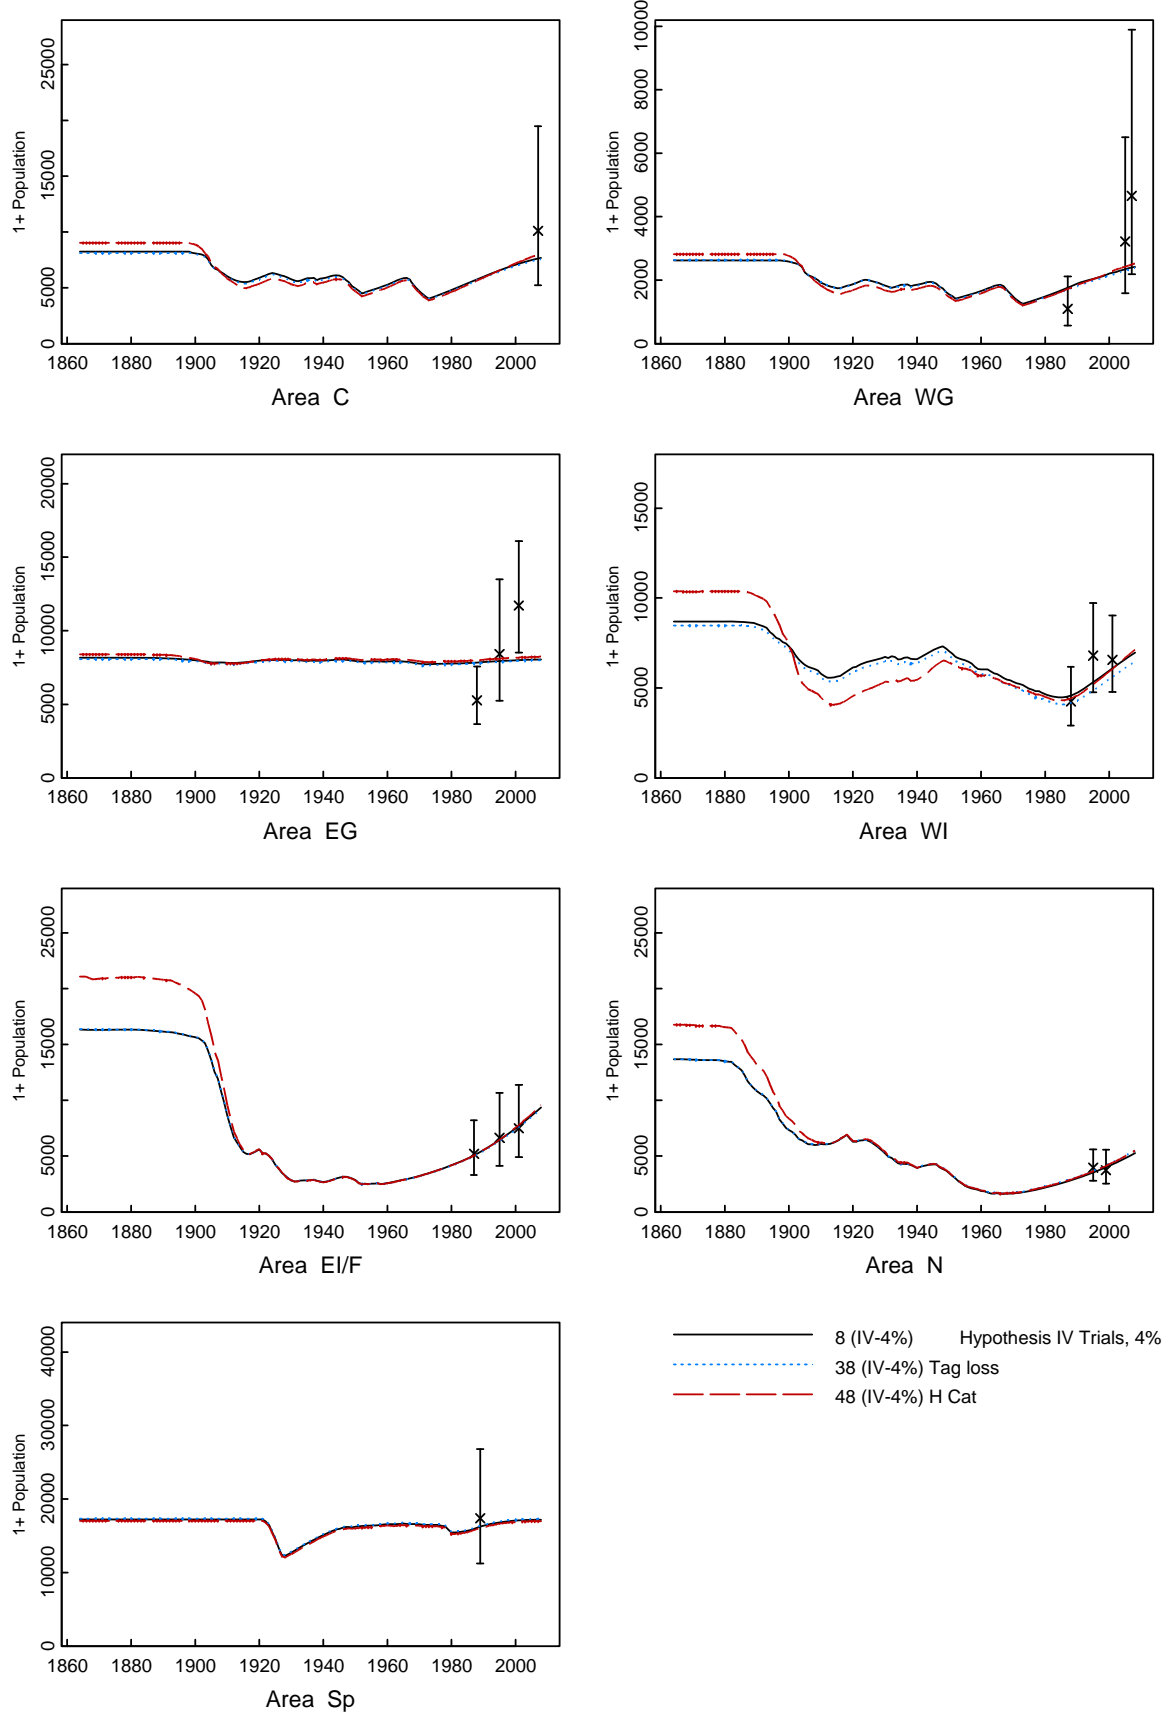 1+ Population
0 5000 15000 25000
1860 1880 1900 1920 1940 1960 1980 2000
Area C
1+ Population
0 2000 4000 6000 8000 10000
1860 1880 1900 1920 1940 1960 1980 2000
Area WG
1+ Population
0 5000 10000 15000 20000
1860 1880 1900 1920 1940 1960 1980 2000
Area EG
1+ Population
0 5000 10000 15000
1860 1880 1900 1920 1940 1960 1980 2000
Area WI
1+ Population
0 5000 15000 25000
1860 1880 1900 1920 1940 1960 1980 2000
Area EI/F
1+ Population
0 5000 15000 25000
1860 1880 1900 1920 1940 1960 1980 2000
Area N
1+ Population
0 10000 20000 30000 40000
1860 1880 1900 1920 1940 1960 1980 2000
Area Sp
8 (IV-4%) Hypothesis IV Trials, 4%
38 (IV-4%) Tag loss
48 (IV-4%) H Cat